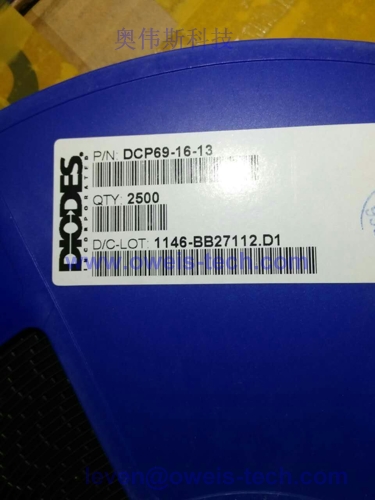 奥伟斯科技
DIODES
INCORPORATED
P/N: DCP69-16-13
QTY: 2500
D/C-LOT: 1146-BB27112.D1
www.oweis-tech.com